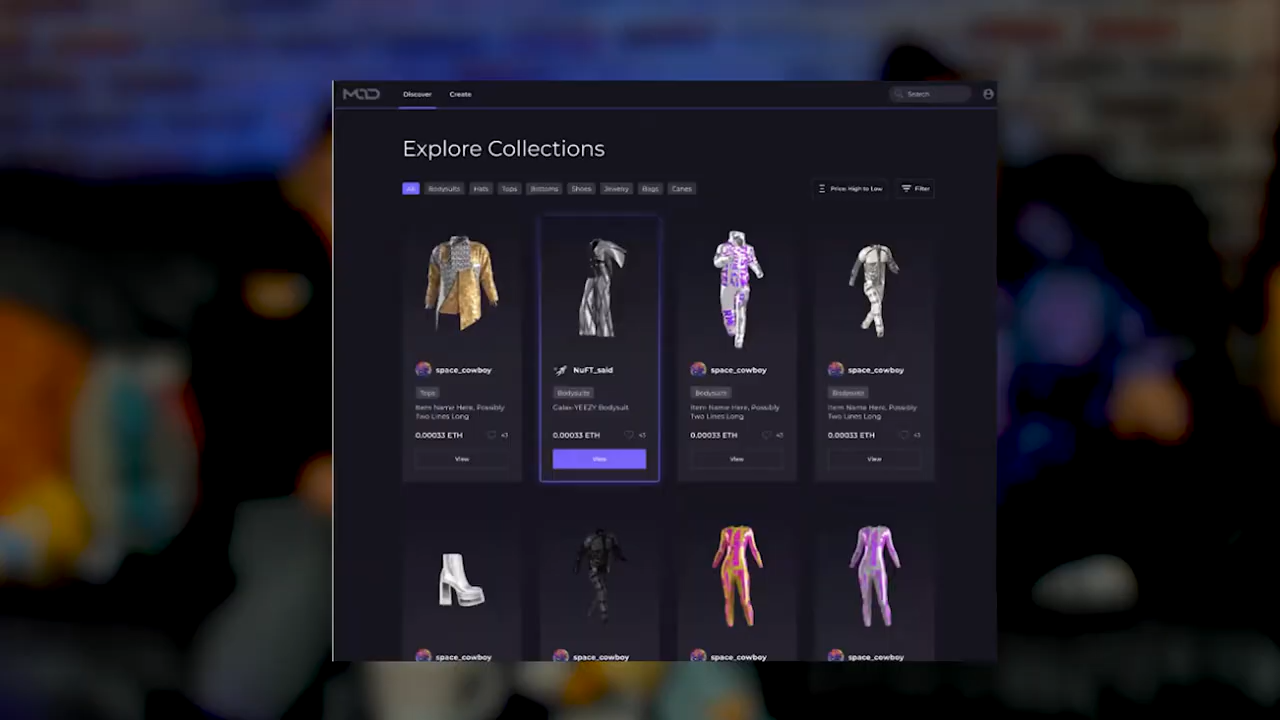 Discover
Create
Search
Explore Collections
All
Bodysuits
Hats
Tops
Bottoms
Shoes
Jewelry
Bags
Canes
Price: High to Low
Filter
space_cowboy
Tops
Item Name Here, Possibly
Two Lines Long
0.00033 ETH
View
NuFT_said
Bodysuits
YEEZY Bodysuit
0.00033 ETH
View
space_cowboy
Bodysuits
Item Name Here, Possibly
Two Lines Long
0.00033 ETH
View
space_cowboy
Bodysuits
Item Name Here, Possibly
Two Lines Long
0.00033 ETH
View
space_cowboy
space_cowboy
space_cowboy
space_cowboy